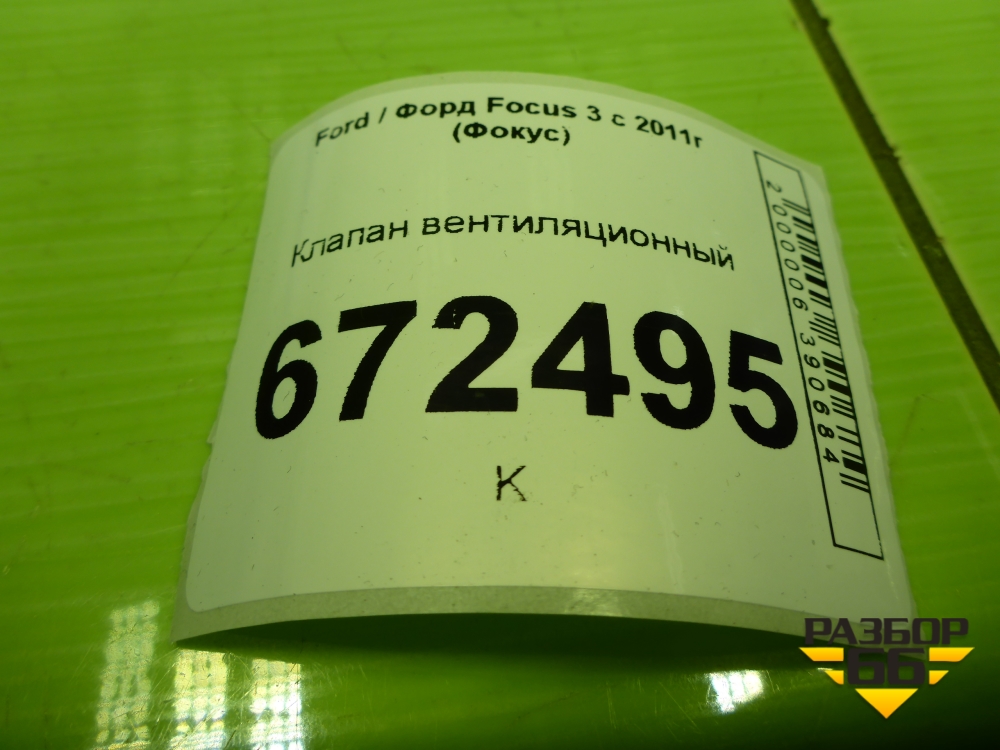 Ford / Форд Focus 3 с 2011г
(Фокус)
Клапан вентиляционный
672495
К
2000006390684
РАЗБОР
66